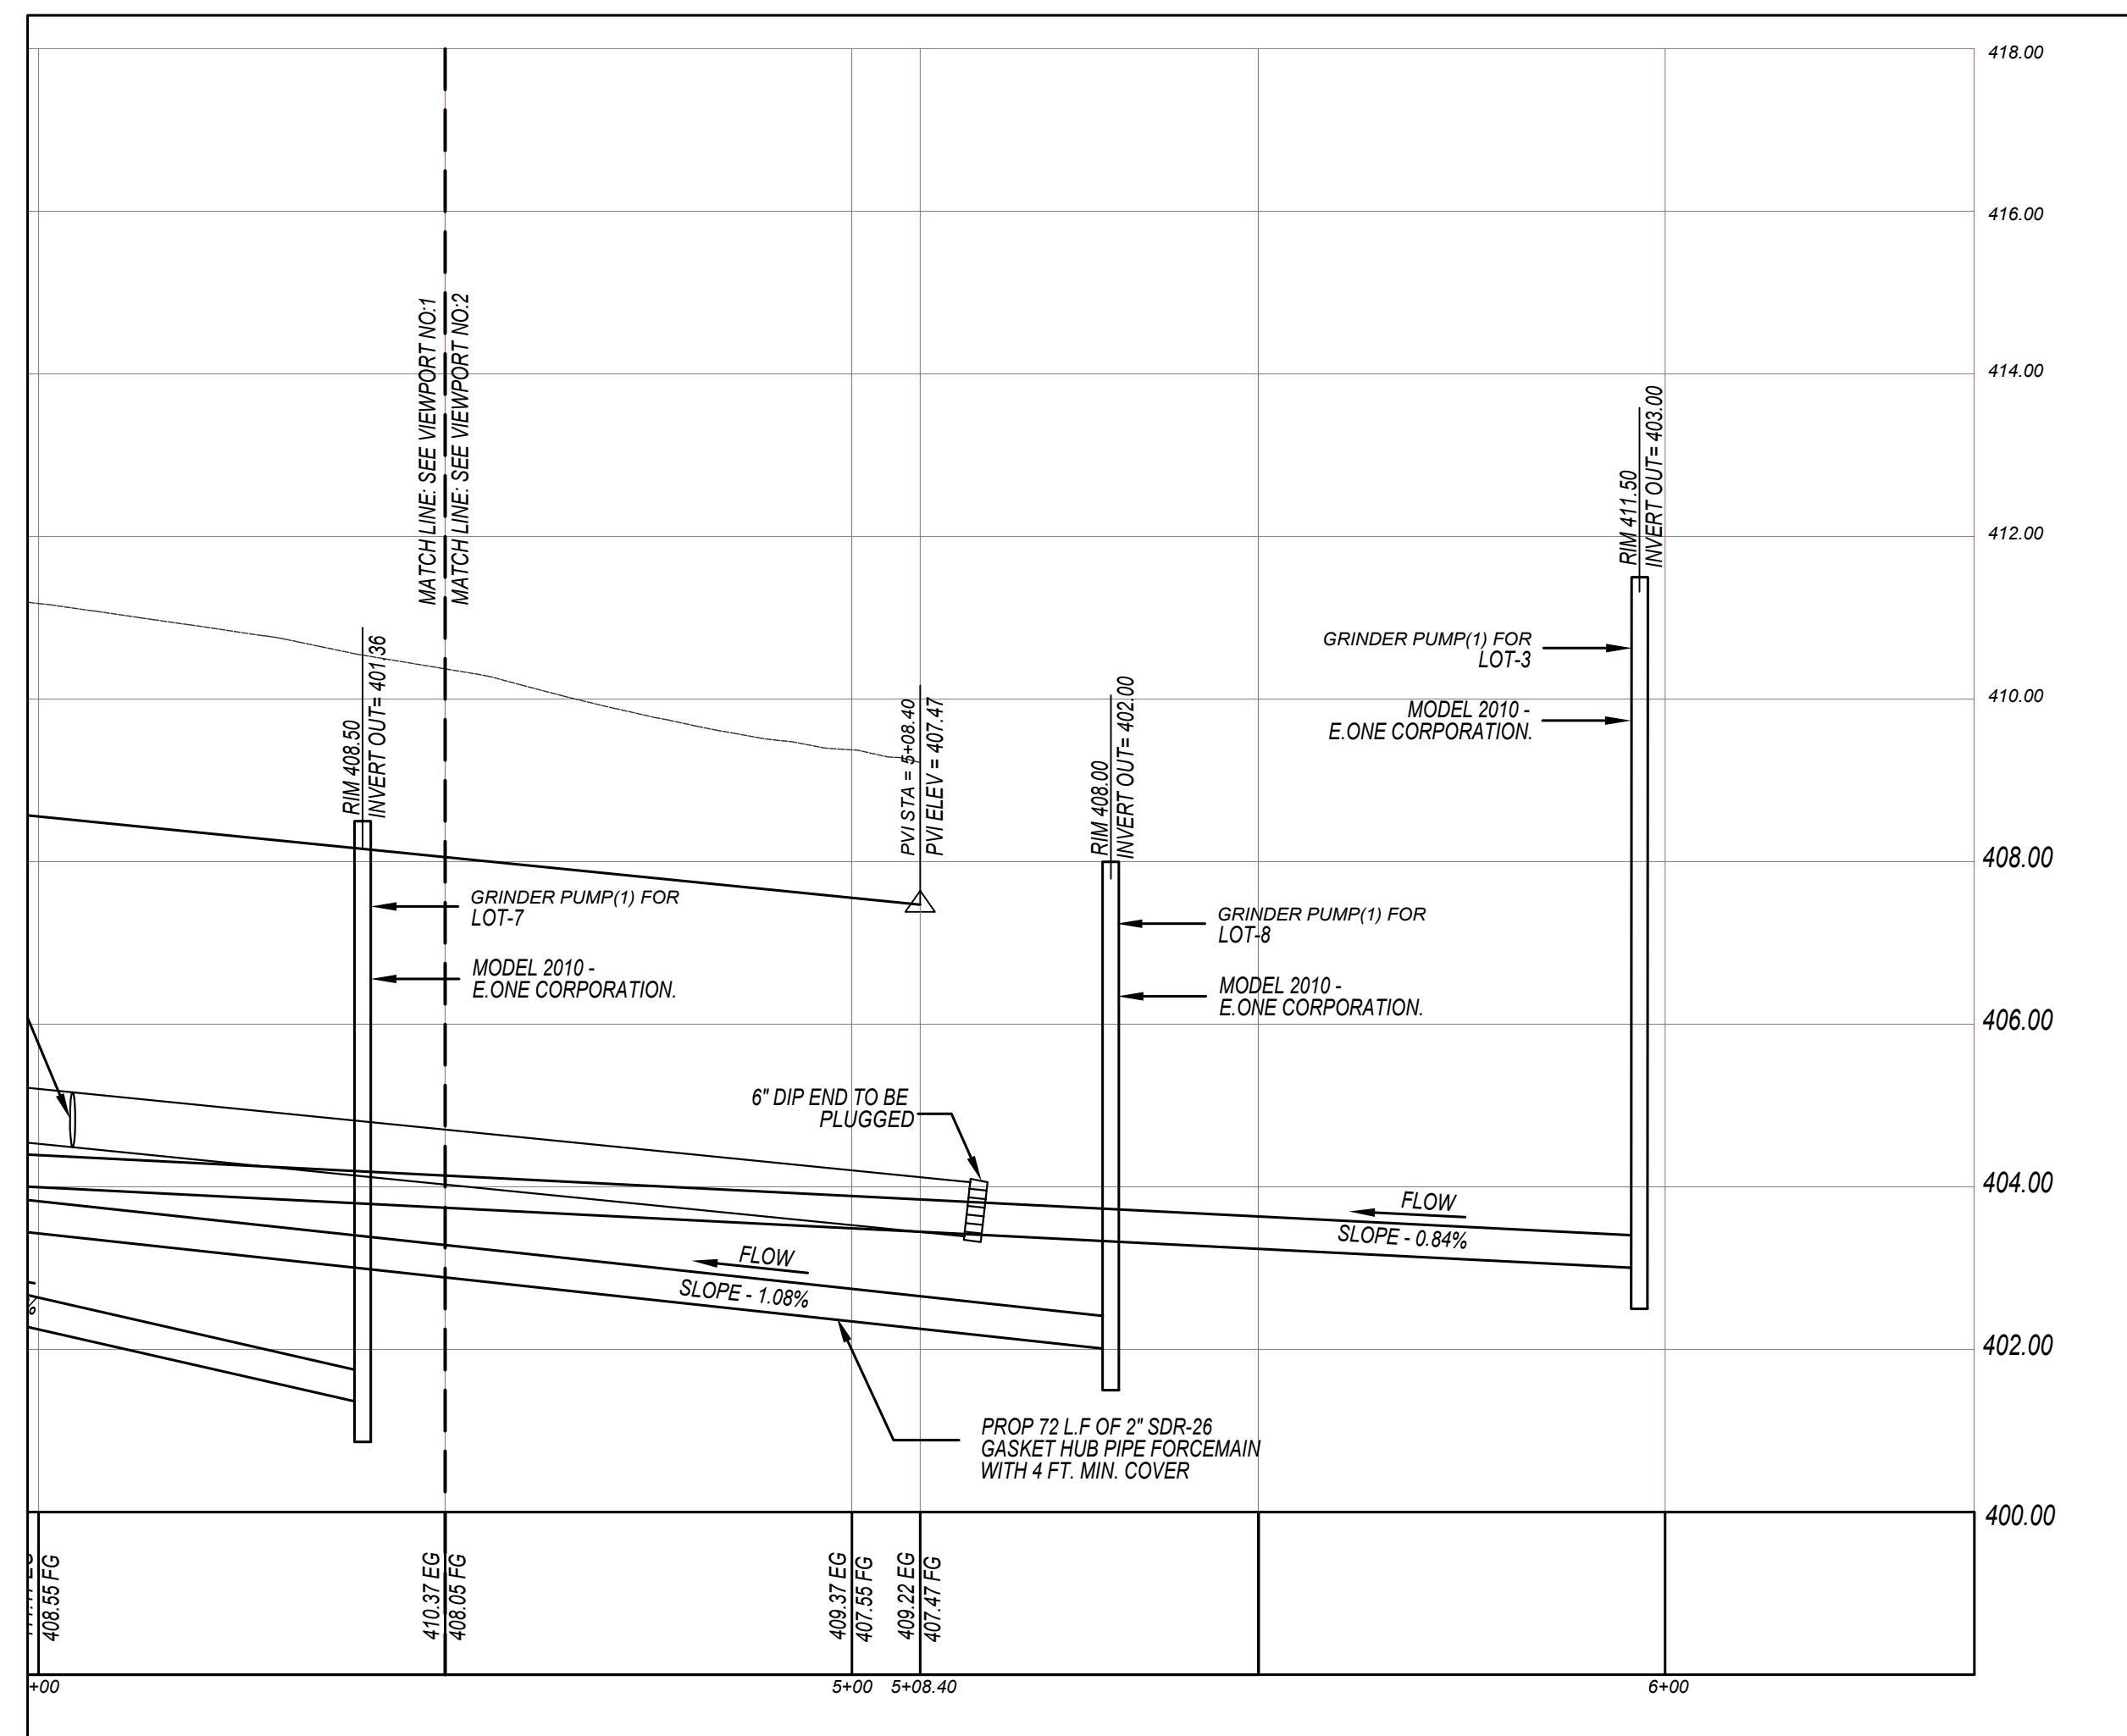 418.00
416.00
414.00
412.00
410.00
408.00
406.00
404.00
402.00
400.00
MATCH LINE: SEE VIEWPORT NO:1
MATCH LINE: SEE VIEWPORT NO:2
RIM 408.50
INVERT OUT= 401.36
GRINDER PUMP(1) FOR
LOT-7
MODEL 2010 -
E.ONE CORPORATION.
PVI STA = 5+08.40
PVI ELEV = 407.47
RIM 408.00
INVERT OUT= 402.00
GRINDER PUMP(1) FOR
LOT-8
MODEL 2010 -
E.ONE CORPORATION.
RIM 411.50
INVERT OUT= 403.00
GRINDER PUMP(1) FOR
LOT-3
MODEL 2010 -
E.ONE CORPORATION.
6" DIP END TO BE
PLUGGED
FLOW
SLOPE - 0.84%
FLOW
SLOPE - 1.08%
%
PROP 72 L.F OF 2" SDR-26
GASKET HUB PIPE FORCEMAIN
WITH 4 FT. MIN. COVER
408.55 FG
410.37 EG
408.05 FG
409.37 EG
407.55 FG
409.22 EG
407.47 FG
+00
5+00
5+08.40
6+00